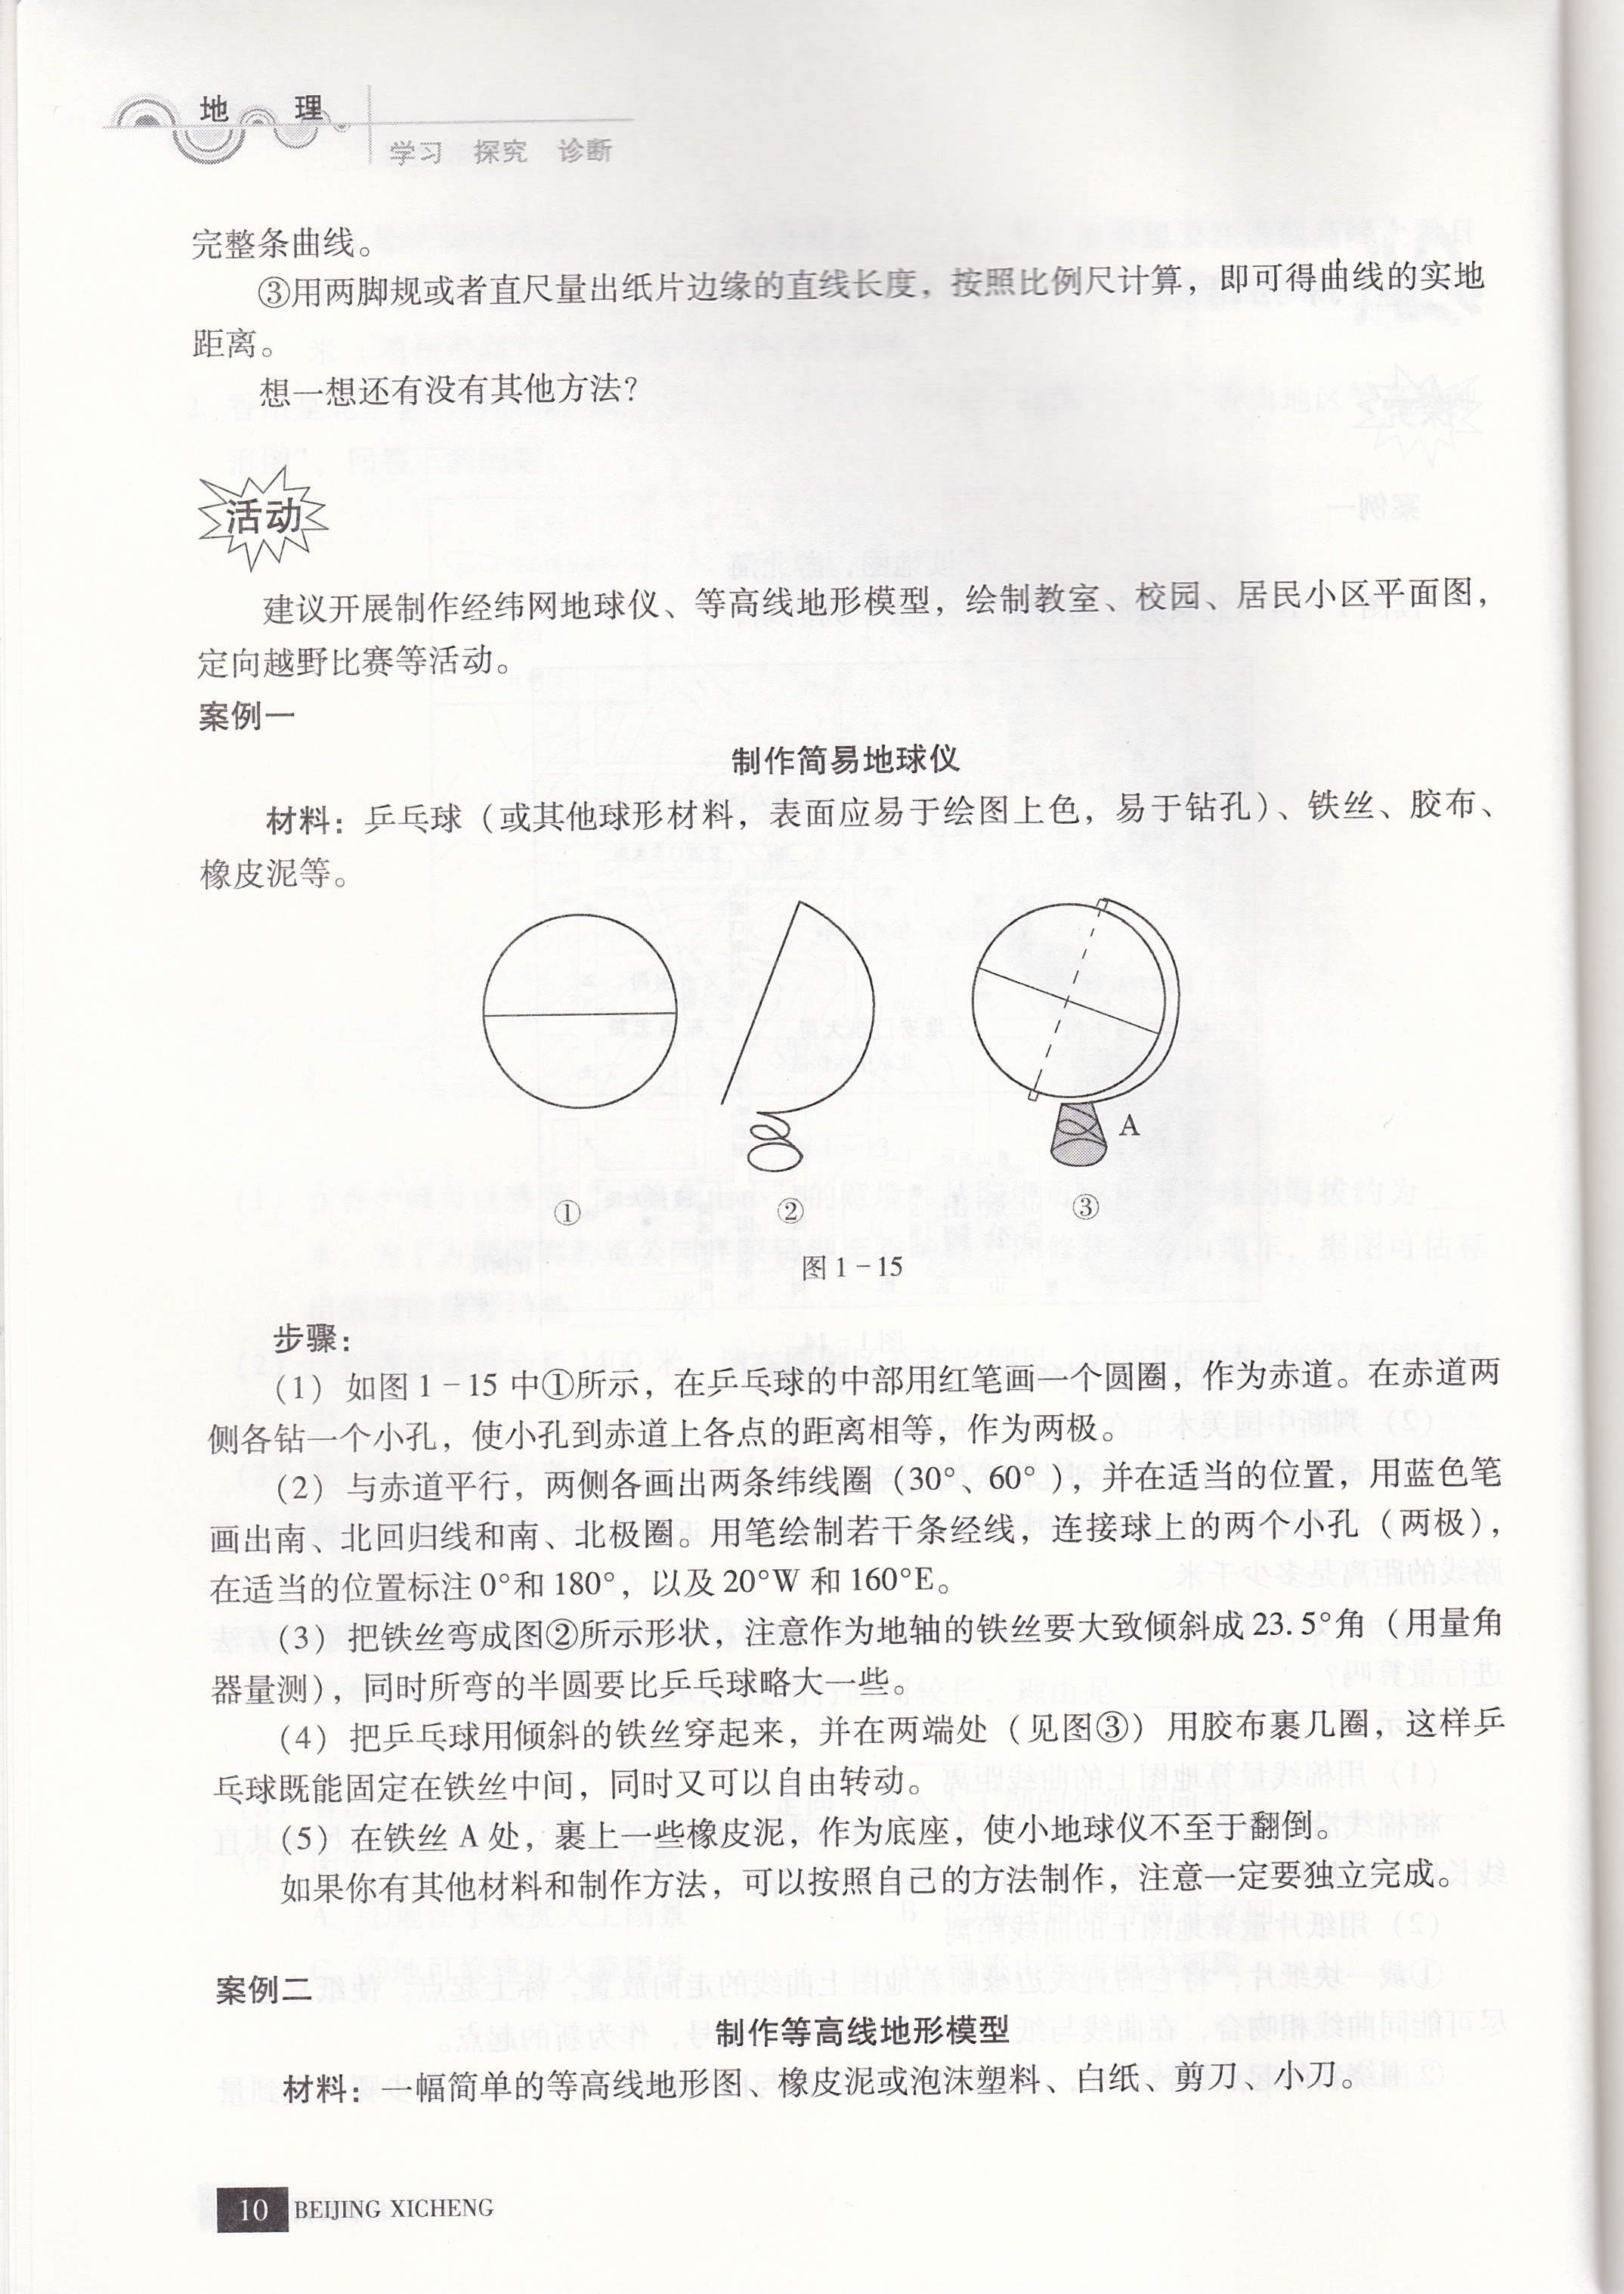 地 理
学习 探究 诊断
完整条曲线。
③用两脚规或者直尺量出纸片边缘的直线长度，按照比例尺计算，即可得曲线的实地
距离。
想一想还有没有其他方法？
活动
建议开展制作经纬网地球仪、等高线地形模型，绘制教室、校园、居民小区平面图，
定向越野比赛等活动。
案例一
制作简易地球仪
材料：乒乓球（或其他球形材料，表面应易于绘图上色，易于钻孔）、铁丝、胶布、
橡皮泥等。
A
① ② ③
图1－15
步骤：
（1）如图1－15中①所示，在乒乓球的中部用红笔画一个圆圈，作为赤道。在赤道两
侧各钻一个小孔，使小孔到赤道上各点的距离相等，作为两极。
（2）与赤道平行，两侧各画出两条纬线圈（30°、60°），并在适当的位置，用蓝色笔
画出南、北回归线和南、北极圈。用笔绘制若干条经线，连接球上的两个小孔（两极），
在适当的位置标注0°和180°，以及20°W和160°E。
（3）把铁丝弯成图②所示形状，注意作为地轴的铁丝要大致倾斜成23.5°角（用量角
器量测），同时所弯的半圆要比乒乓球略大一些。
（4）把乒乓球用倾斜的铁丝穿起来，并在两端处（见图③）用胶布裹几圈，这样乒
乓球既能固定在铁丝中间，同时又可以自由转动。
（5）在铁丝A处，裹上一些橡皮泥，作为底座，使小地球仪不至于翻倒。
如果你有其他材料和制作方法，可以按照自己的方法制作，注意一定要独立完成。
案例二
制作等高线地形模型
材料：一幅简单的等高线地形图、橡皮泥或泡沫塑料、白纸、剪刀、小刀。
10 BEIJING XICHENG